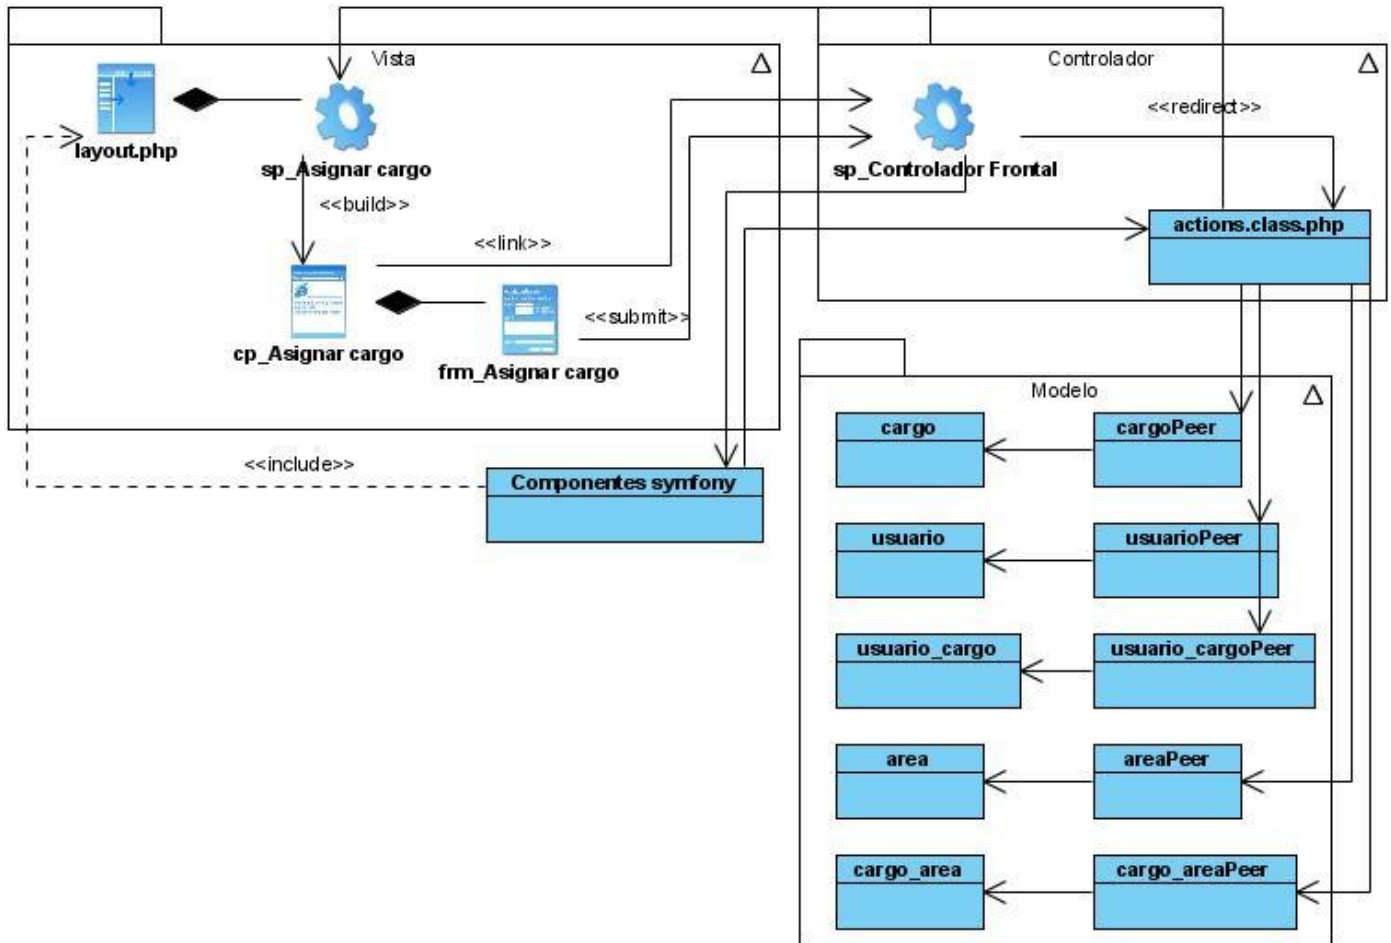 Vista
layout.php
sp_Asignar cargo
<<build>>
<<link>>
cp_Asignar cargo
<<submit>>
frm_Asignar cargo
Controlador
<<redirect>>
sp_Controlador Frontal
actions.class.php
<<include>>
Componentes symfony
Modelo
cargo
cargoPeer
usuario
usuarioPeer
usuario_cargo
usuario_cargoPeer
area
areaPeer
cargo_area
cargo_areaPeer